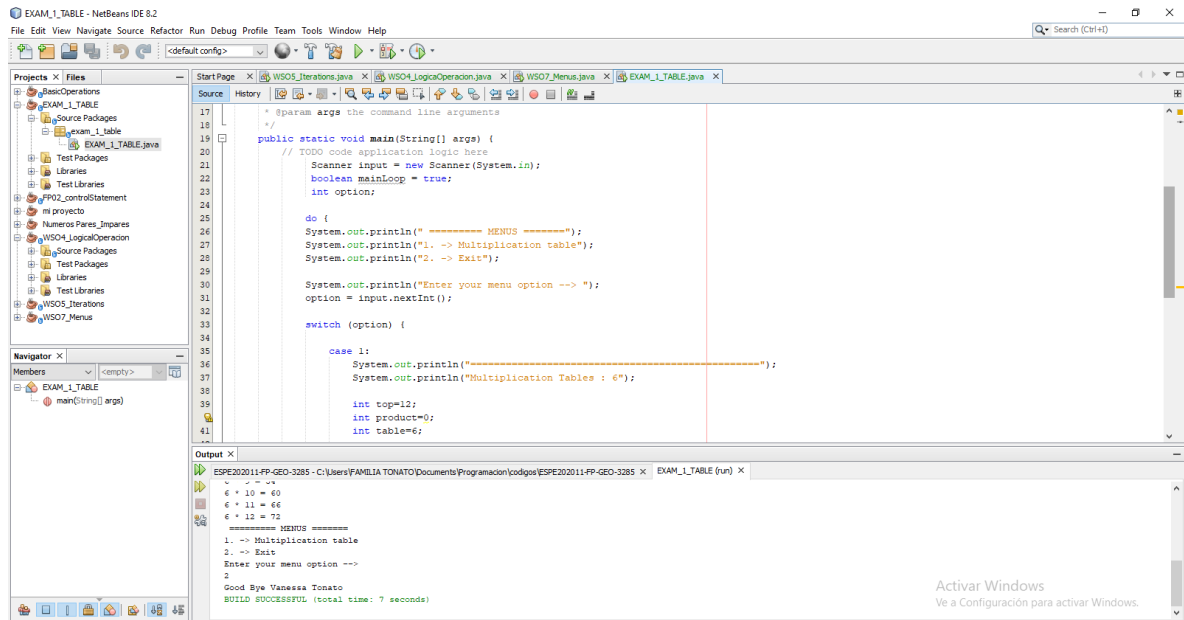 EXAM_1_TABLE - NetBeans IDE 8.2
File Edit View Navigate Source Refactor Run Debug Profile Team Tools Window Help
Search (Ctrl+I)
<default config>
Projects Files
BasicOperations
EXAM_1_TABLE
Source Packages
exam_1_table
EXAM_1_TABLE.java
Test Packages
Libraries
Test Libraries
FP02_controlStatement
mi proyecto
Numeros Pares_Impares
WSO4_LogicalOperacion
Source Packages
Test Packages
Libraries
Test Libraries
WSO5_Iterations
WSO7_Menus
Navigator
Members <empty>
EXAM_1_TABLE
main(String[] args)
Start Page WSO5_Iterations.java WSO4_LogicaOperacion.java WSO7_Menus.java EXAM_1_TABLE.java
Source History
17 * @param args the command line arguments
18 */
19 public static void main(String[] args) {
20 // TODO code application logic here
21 Scanner input = new Scanner(System.in);
22 boolean mainLoop = true;
23 int option;
24
25 do {
26 System.out.println(" ========= MENUS =======");
27 System.out.println("1. -> Multiplication table");
28 System.out.println("2. -> Exit");
29
30 System.out.println("Enter your menu option --> ");
31 option = input.nextInt();
32
33 switch (option) {
34
35 case 1:
36 System.out.println("=================================================");
37 System.out.println("Multiplication Tables : 6");
38
39 int top=12;
int product=0;
41 int table=6;
Output
ESPE202011-FP-GEO-3285 - C:\Users\FAMILIA TONATO\Documents\Programacion\codigos\ESPE202011-FP-GEO-3285 EXAM_1_TABLE (run)
6 * 10 = 60
6 * 11 = 66
6 * 12 = 72
========= MENUS =======
1. -> Multiplication table
2. -> Exit
Enter your menu option -->
2
Good Bye Vanessa Tonato
BUILD SUCCESSFUL (total time: 7 seconds)
Activar Windows
Ve a Configuración para activar Windows.